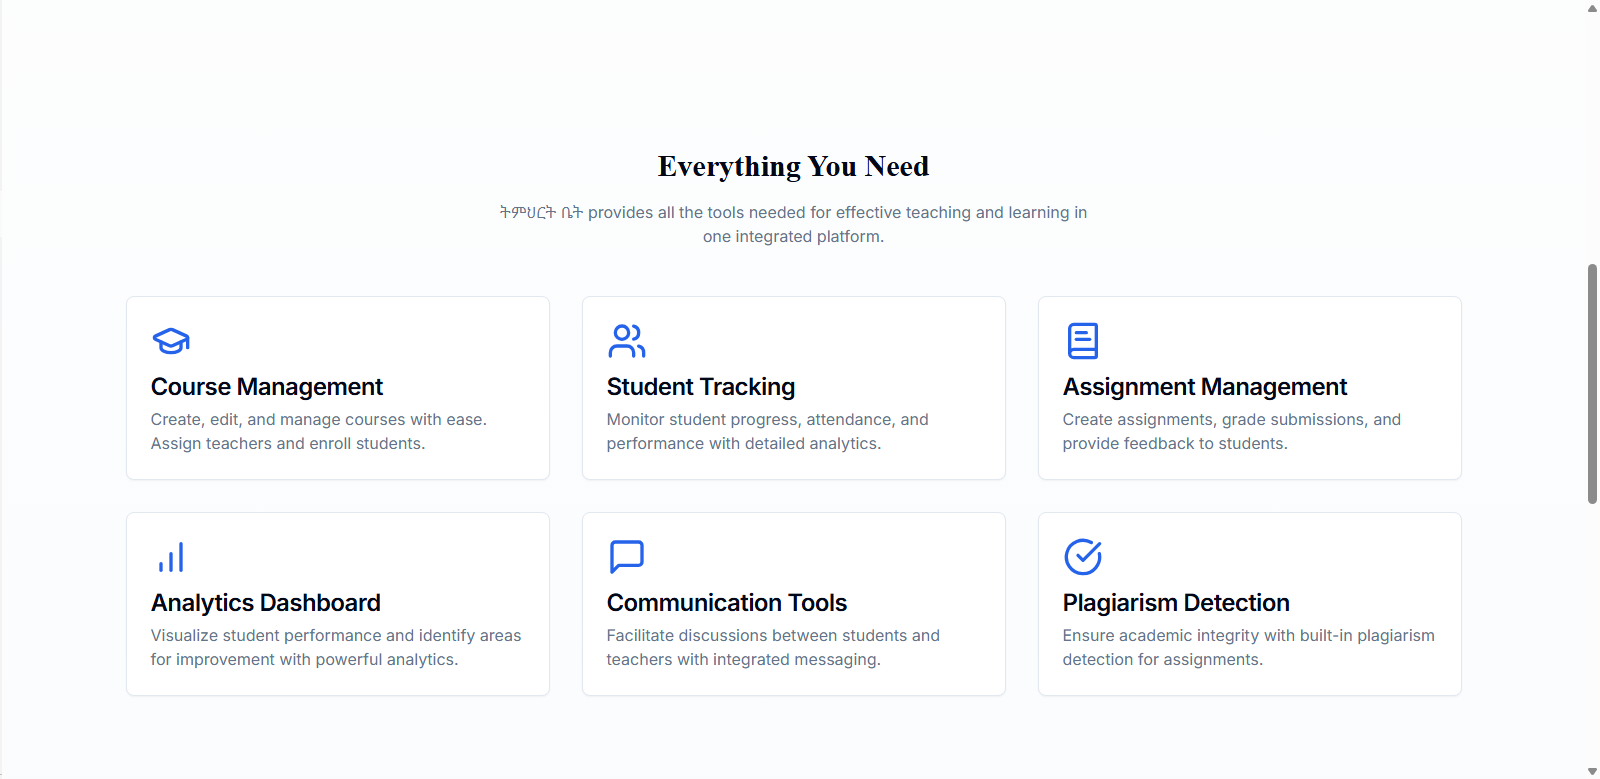 Everything You Need
ትምህርት ቤት provides all the tools needed for effective teaching and learning in
one integrated platform.
Course Management
Create, edit, and manage courses with ease.
Assign teachers and enroll students.
Student Tracking
Monitor student progress, attendance, and
performance with detailed analytics.
Assignment Management
Create assignments, grade submissions, and
provide feedback to students.
Analytics Dashboard
Visualize student performance and identify areas
for improvement with powerful analytics.
Communication Tools
Facilitate discussions between students and
teachers with integrated messaging.
Plagiarism Detection
Ensure academic integrity with built-in plagiarism
detection for assignments.